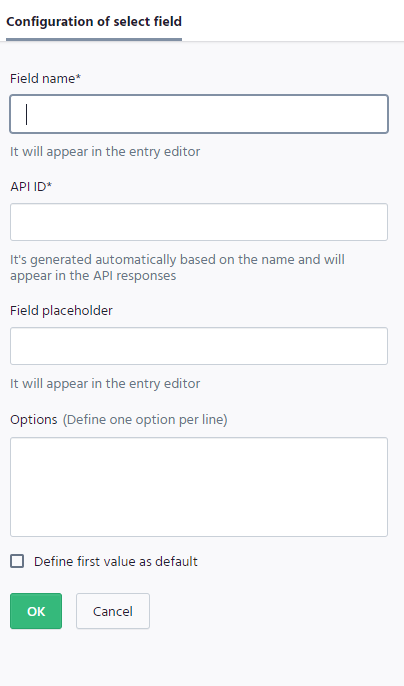 Configuration of select field
Field name*
It will appear in the entry editor
API ID*
It's generated automatically based on the name and will
appear in the API responses
Field placeholder
It will appear in the entry editor
Options (Define one option per line)
Define first value as default
OK Cancel